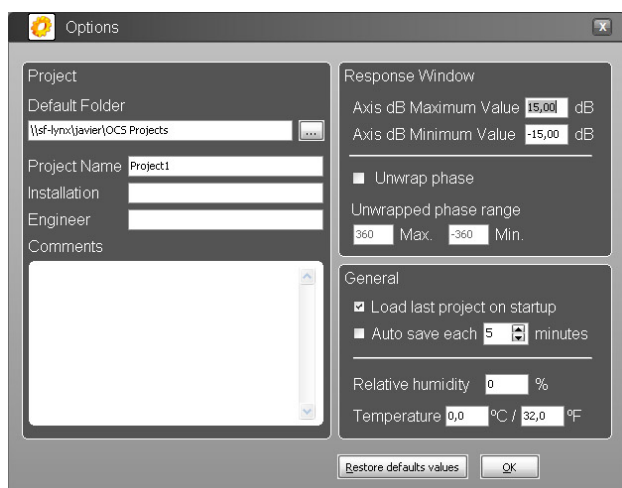 Options
X
Project
Default Folder
\\sf-lynx\javier\OCS Projects
...
Project Name Project1
Installation
Engineer
Comments
Response Window
Axis dB Maximum Value 15,00 dB
Axis dB Minimum Value -15,00 dB
Unwrap phase
Unwrapped phase range
360 Max. -360 Min.
General
Load last project on startup
Auto save each 5 minutes
Relative humidity 0 %
Temperature 0,0 ºC / 32,0 ºF
Restore defaults values
OK